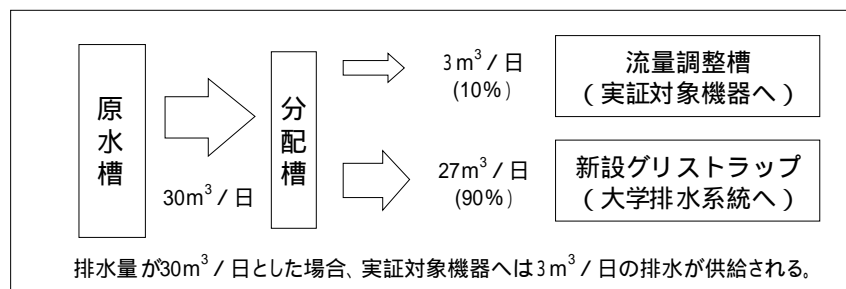 原水槽
30m³/日
分配槽
3m³/日
(10%)
流量調整槽
(実証対象機器へ)
27m³/日
(90%)
新設グリストラップ
(大学排水系統へ)
排水量が30m³/日とした場合、実証対象機器へは3m³/日の排水が供給される。